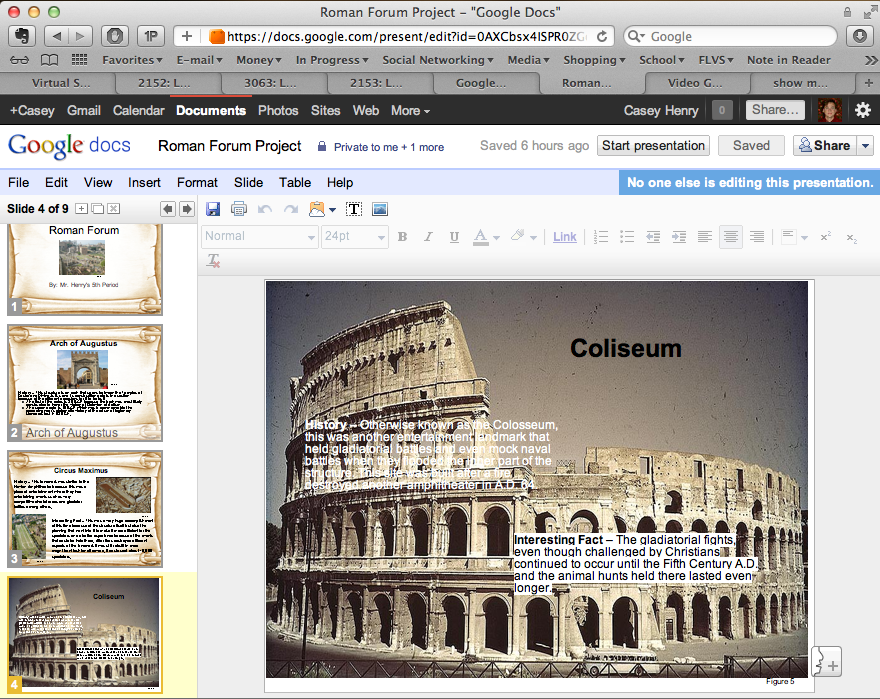 Roman Forum Project – "Google Docs"
1P
https://docs.google.com/present/edit?id=0AXCbsx4ISPR0ZG
Google
Favorites E-mail Money In Progress Social Networking Media Shopping School FLVS Note in Reader
Virtual S... 2152: L... 3063: L... 2153: L... Google... Roman... Video G... show m...
+Casey Gmail Calendar Documents Photos Sites Web More Casey Henry 0 Share...
Google docs Roman Forum Project Private to me + 1 more Saved 6 hours ago Start presentation Saved Share
File Edit View Insert Format Slide Table Help No one else is editing this presentation.
Slide 4 of 9
Normal 24pt B I U A Link
Roman Forum
By: Mr. Henry's 5th Period
1
Arch of Augustus
2 Arch of Augustus
Circus Maximus
3
Coliseum
4
Coliseum
History – Otherwise known as the Colosseum,
this was another entertainment landmark that
held gladiatorial battles and even mock naval
battles when they flooded the inner part of the
structure. This site was built after a fire
destroyed another amphitheater in A.D. 64.
Interesting Fact – The gladiatorial fights,
even though challenged by Christians
continued to occur until the Fifth Century A.D.
and the animal hunts held there lasted even
longer.
Figure 5